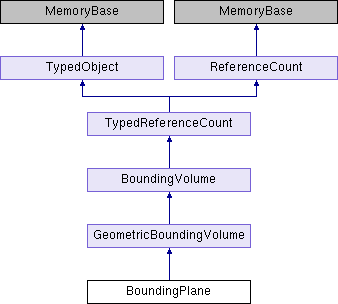 MemoryBase
MemoryBase
TypedObject
ReferenceCount
TypedReferenceCount
BoundingVolume
GeometricBoundingVolume
BoundingPlane